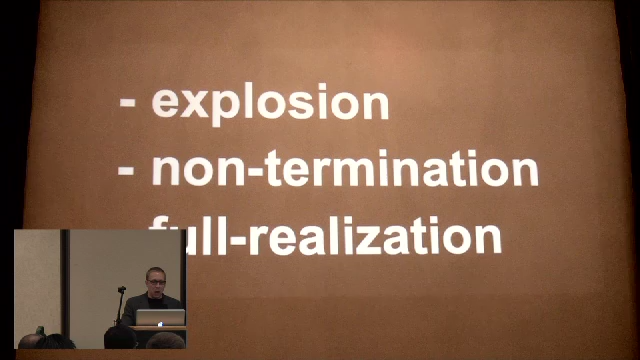 - explosion
- non-termination
full-realization